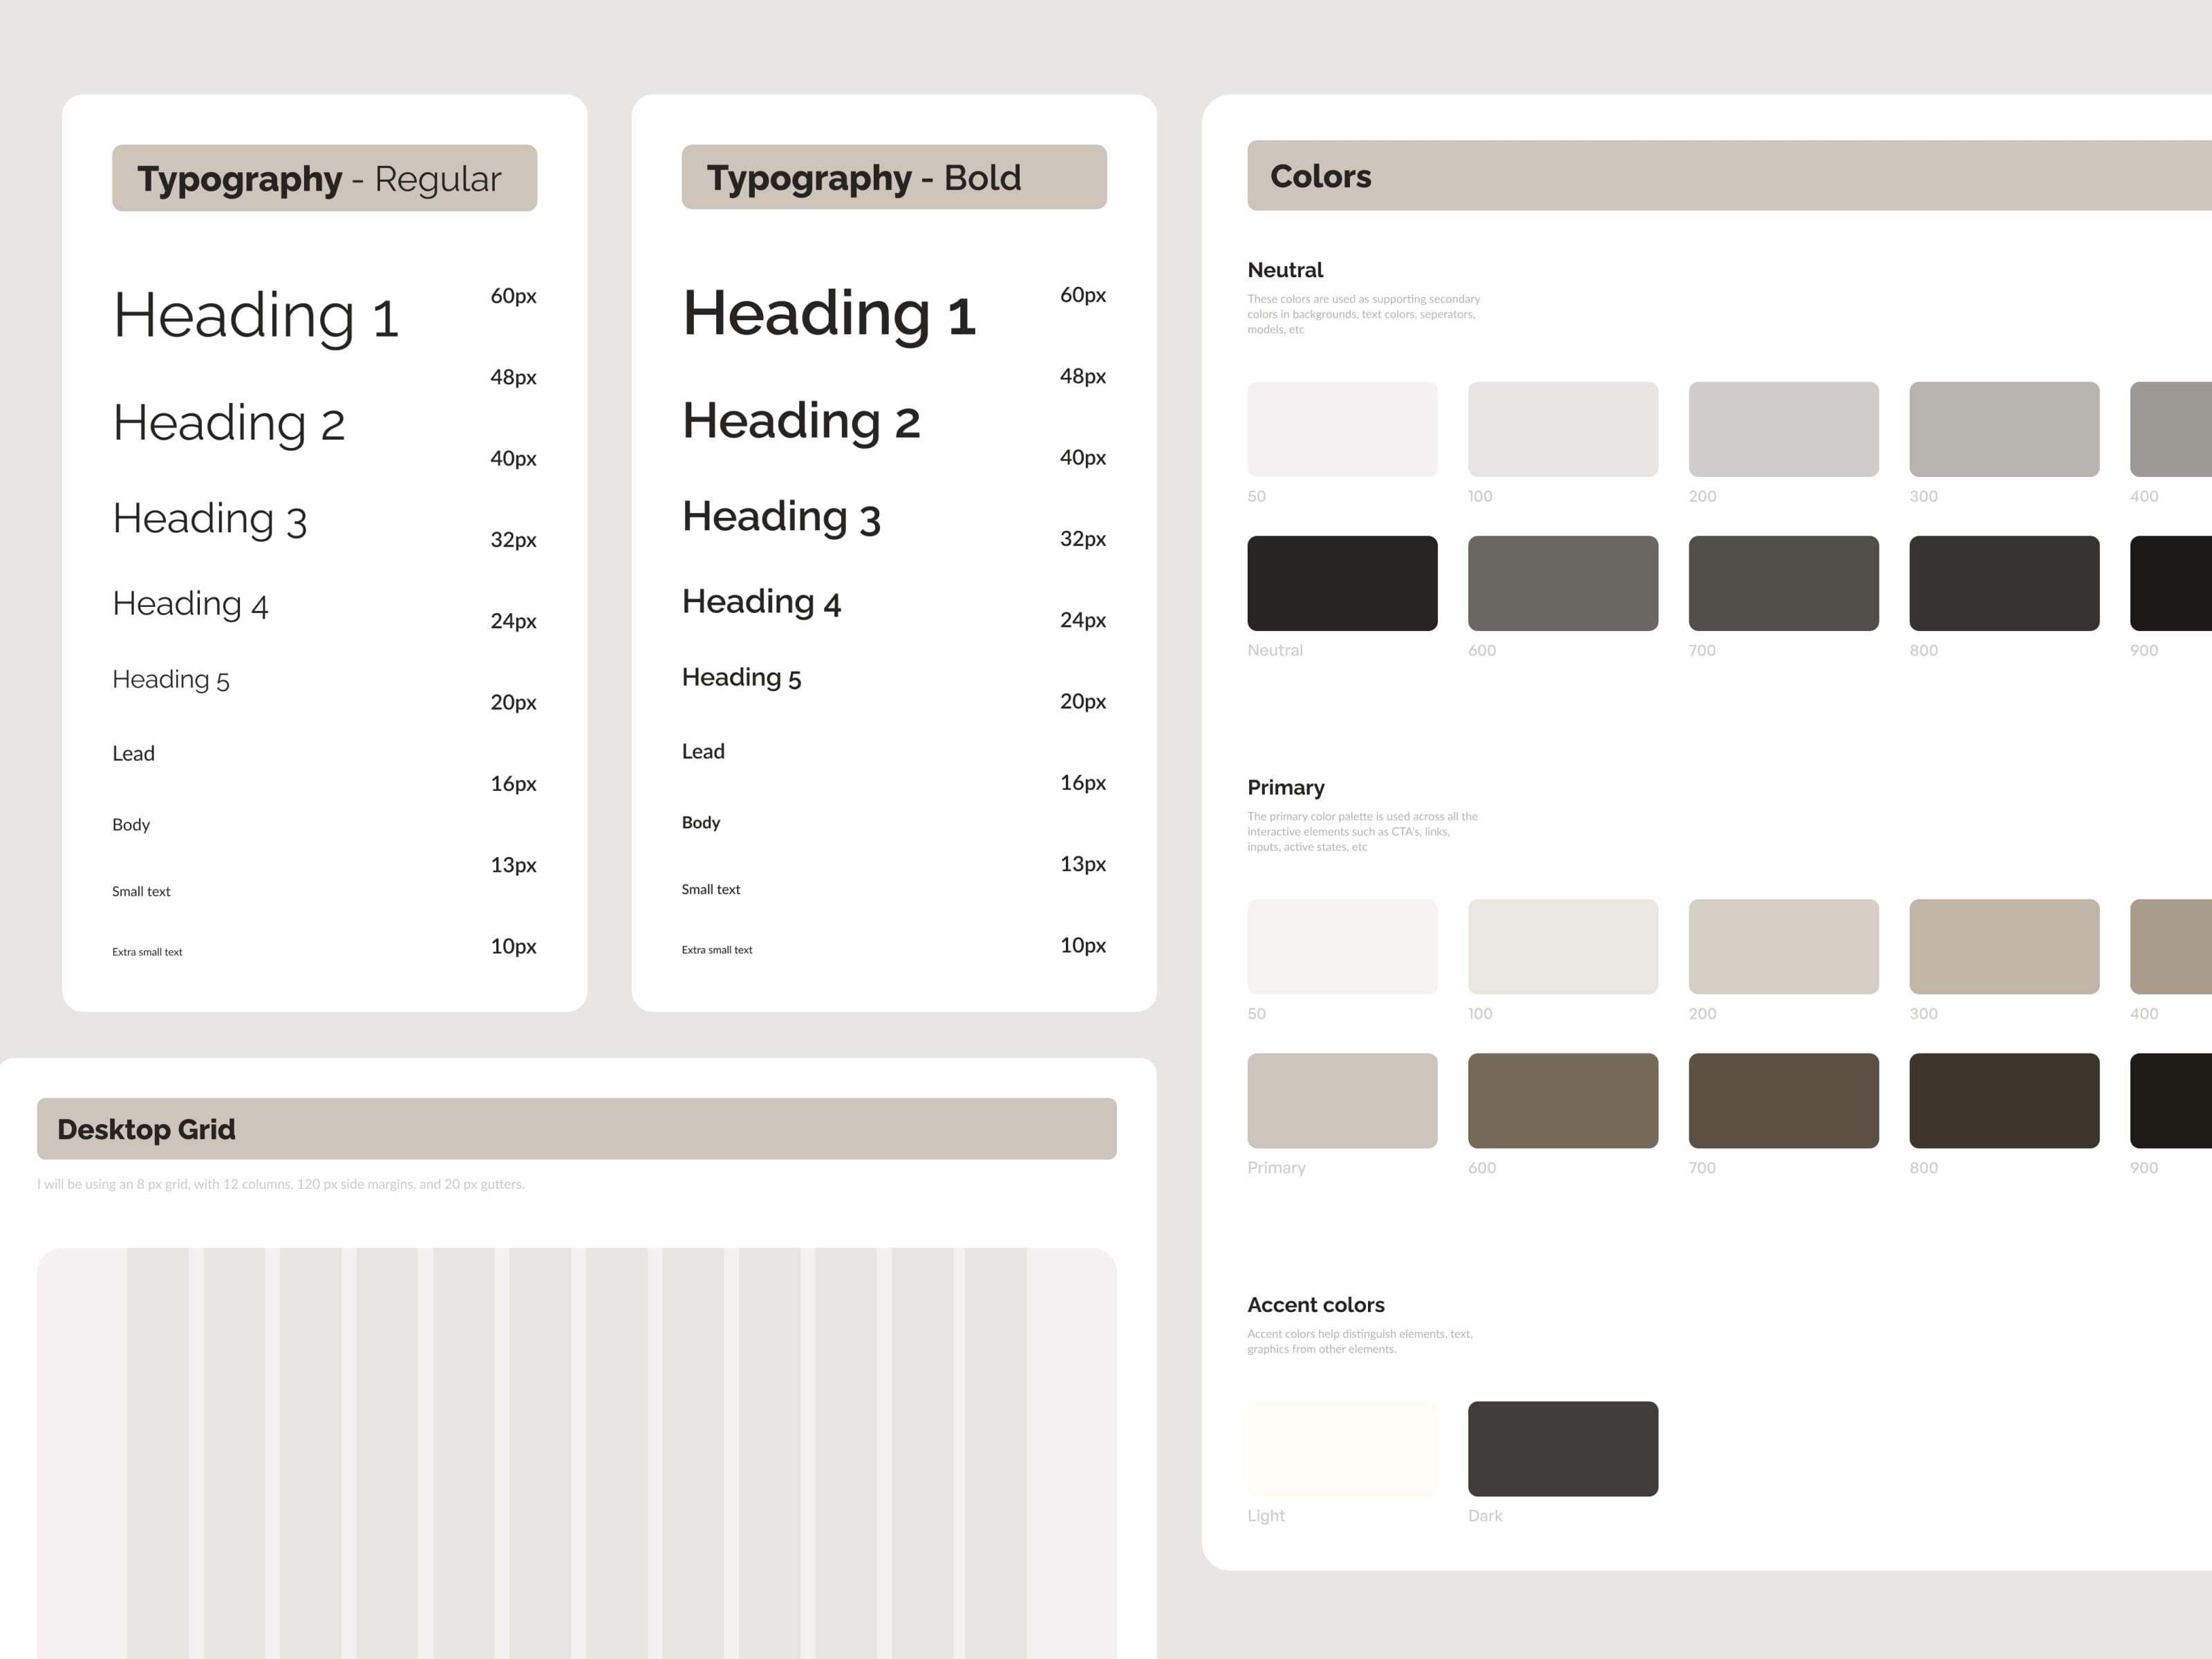 Typography - Regular
Heading 1
60px
48px
Heading 2
40px
Heading 3
32px
Heading 4
24px
Heading 5
20px
Lead
16px
Body
13px
Small text
10px
Extra small text
Typography - Bold
Heading 1
60px
48px
Heading 2
40px
Heading 3
32px
Heading 4
24px
Heading 5
20px
Lead
16px
Body
13px
Small text
10px
Extra small text
Desktop Grid
I will be using an 8 px grid, with 12 columns, 120 px side margins, and 20 px gutters.
Colors
Neutral
These colors are used as supporting secondary
colors in backgrounds, text colors, seperators,
models, etc
50 100 200 300 400
Neutral 600 700 800 900
Primary
The primary color palette is used across all the
interactive elements such as CTA's, links,
inputs, active states, etc
50 100 200 300 400
Primary 600 700 800 900
Accent colors
Accent colors help distinguish elements, text,
graphics from other elements.
Light Dark